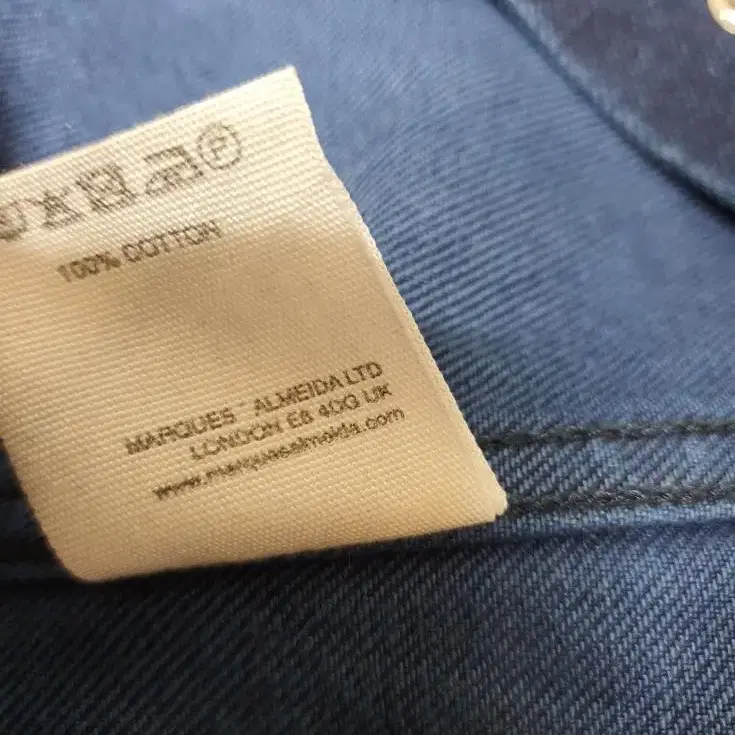 P
100% COTTON
MARQUES ' ALMEIDA LTD
LONDON E8 4QG UK
www.marquesalmeida.com